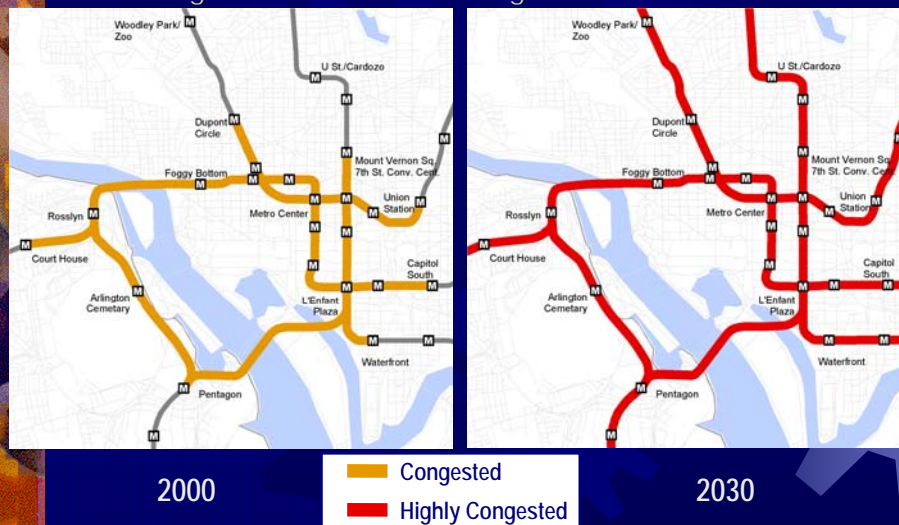 Woodley Park/
Zoo
U St./Cardozo
Dupont
Circle
Mount Vernon Sq.
7th St. Conv. Cent.
Foggy Bottom
Union
Station
Rosslyn
Metro Center
Court House
Capitol
South
Arlington
Cemetary
L'Enfant
Plaza
Waterfront
Pentagon
Woodley Park/
Zoo
U St./Cardozo
Dupont
Circle
Mount Vernon Sq.
7th St. Conv. Cent.
Foggy Bottom
Union
Station
Rosslyn
Metro Center
Court House
Capitol
South
Arlington
Cemetary
L'Enfant
Plaza
Waterfront
Pentagon
2000
Congested
Highly Congested
2030